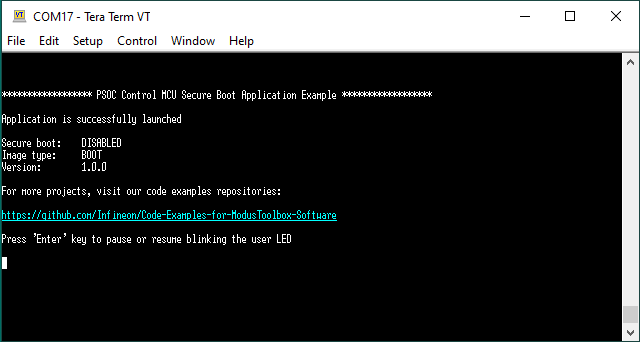 COM17 - Tera Term VT
File Edit Setup Control Window Help
****************** PSOC Control MCU Secure Boot Application Example ******************
Application is successfully launched
Secure boot: DISABLED
Image type: BOOT
Version: 1.0.0
For more projects, visit our code examples repositories:
https://github.com/Infineon/Code-Examples-for-ModusToolbox-Software
Press 'Enter' key to pause or resume blinking the user LED